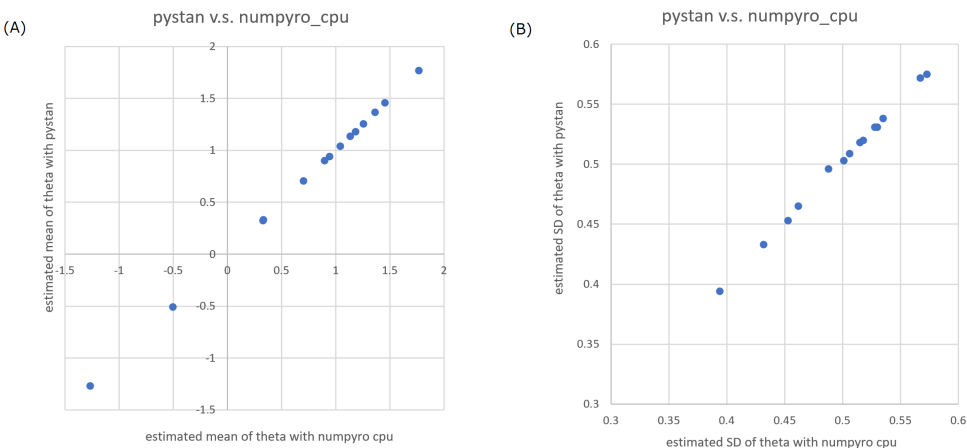 (A)
pystan v.s. numpyro_cpu
estimated mean of theta with pystan
2
1.5
1
0.5
0
-0.5
-1
-1.5
-1.5 -1 -0.5 0 0.5 1 1.5 2
estimated mean of theta with numpyro cpu
(B)
pystan v.s. numpyro_cpu
estimated SD of theta with pystan
0.6
0.55
0.5
0.45
0.4
0.35
0.3
0.3 0.35 0.4 0.45 0.5 0.55 0.6
estimated SD of theta with numpyro cpu